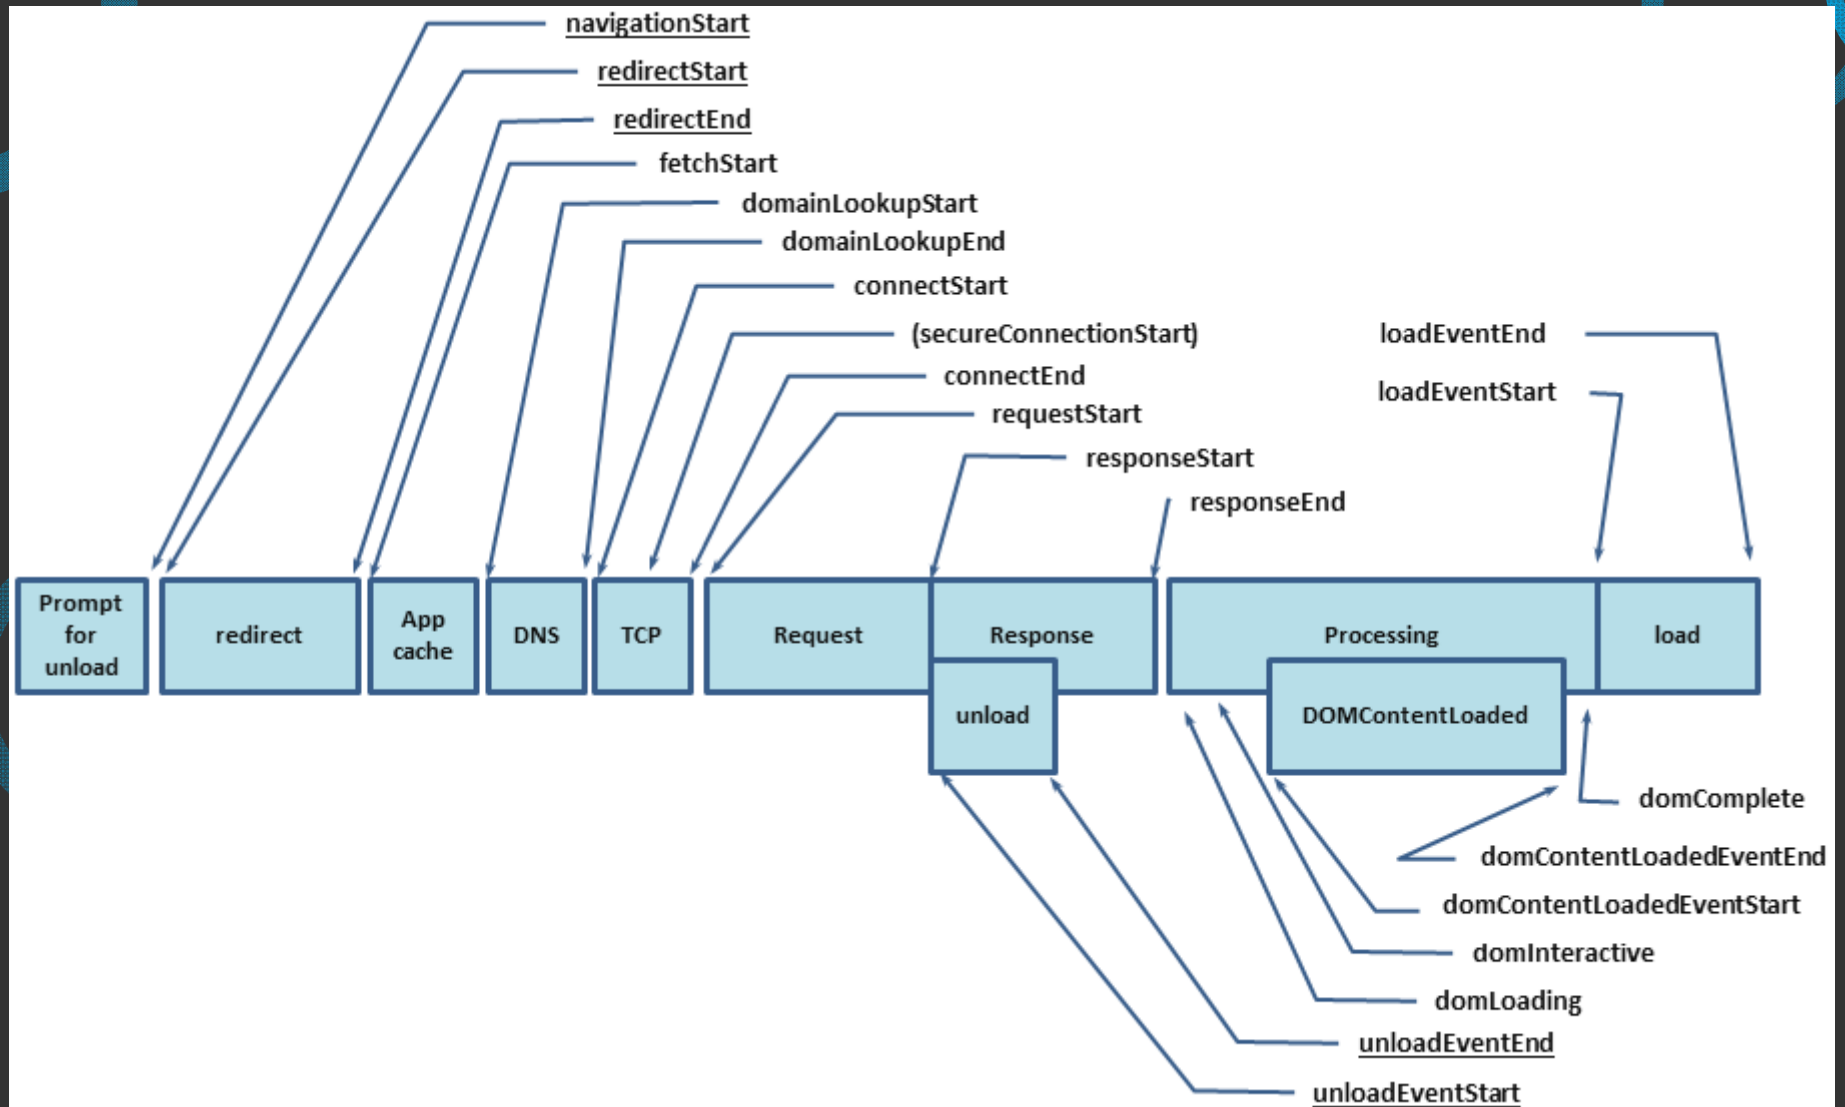 navigationStart
redirectStart
redirectEnd
fetchStart
domainLookupStart
domainLookupEnd
connectStart
(secureConnectionStart)
loadEventEnd
connectEnd
loadEventStart
requestStart
responseStart
responseEnd
Prompt
for
unload
redirect
App
cache
DNS
TCP
Request
Response
Processing
load
unload
DOMContentLoaded
domComplete
domContentLoadedEventEnd
domContentLoadedEventStart
domInteractive
domLoading
unloadEventEnd
unloadEventStart